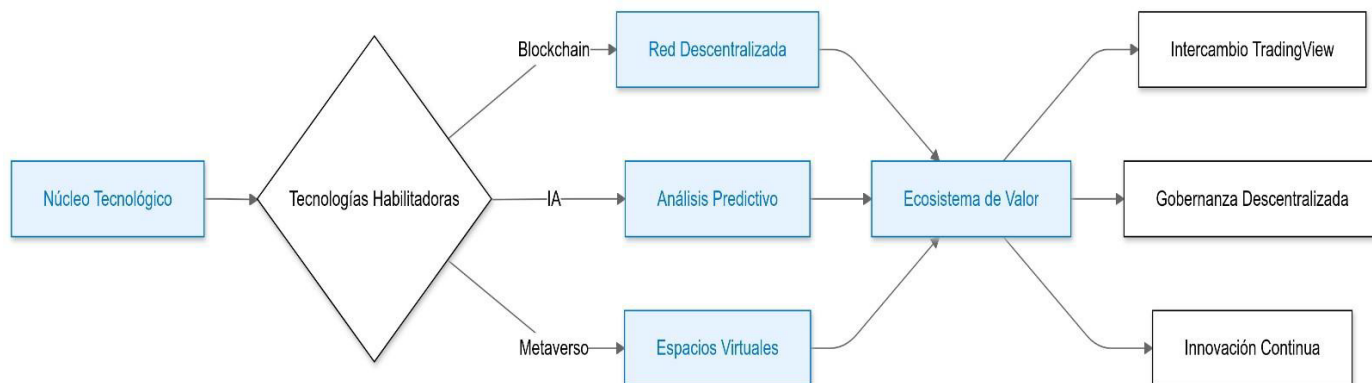 Núcleo Tecnológico
Tecnologías Habilitadoras
Blockchain
IA
Metaverso
Red Descentralizada
Análisis Predictivo
Espacios Virtuales
Ecosistema de Valor
Intercambio TradingView
Gobernanza Descentralizada
Innovación Continua